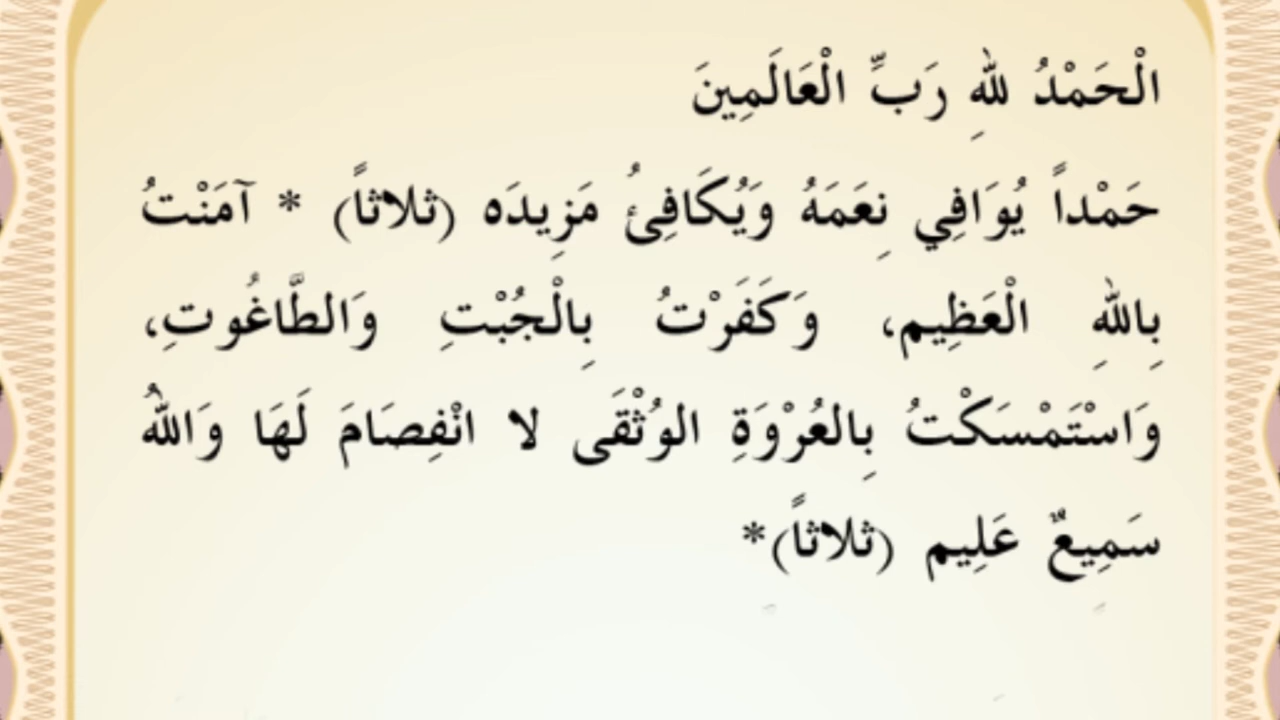 الْحَمْدُ للهِ رَبِّ الْعَالَمِينَ
حَمْداً يُوَافِي نِعَمَهُ وَيُكَافِئُ مَزِيدَه (ثلاثاً) * آمَنْتُ
بِاللهِ الْعَظِيم، وَكَفَرْتُ بِالْجُبْتِ وَالطَّاغُوتِ،
وَاسْتَمْسَكْتُ بِالعُرْوَةِ الوُثْقَى لا انْفِصَامَ لَهَا وَاللهُ
سَمِيعٌ عَلِيم (ثلاثاً)*